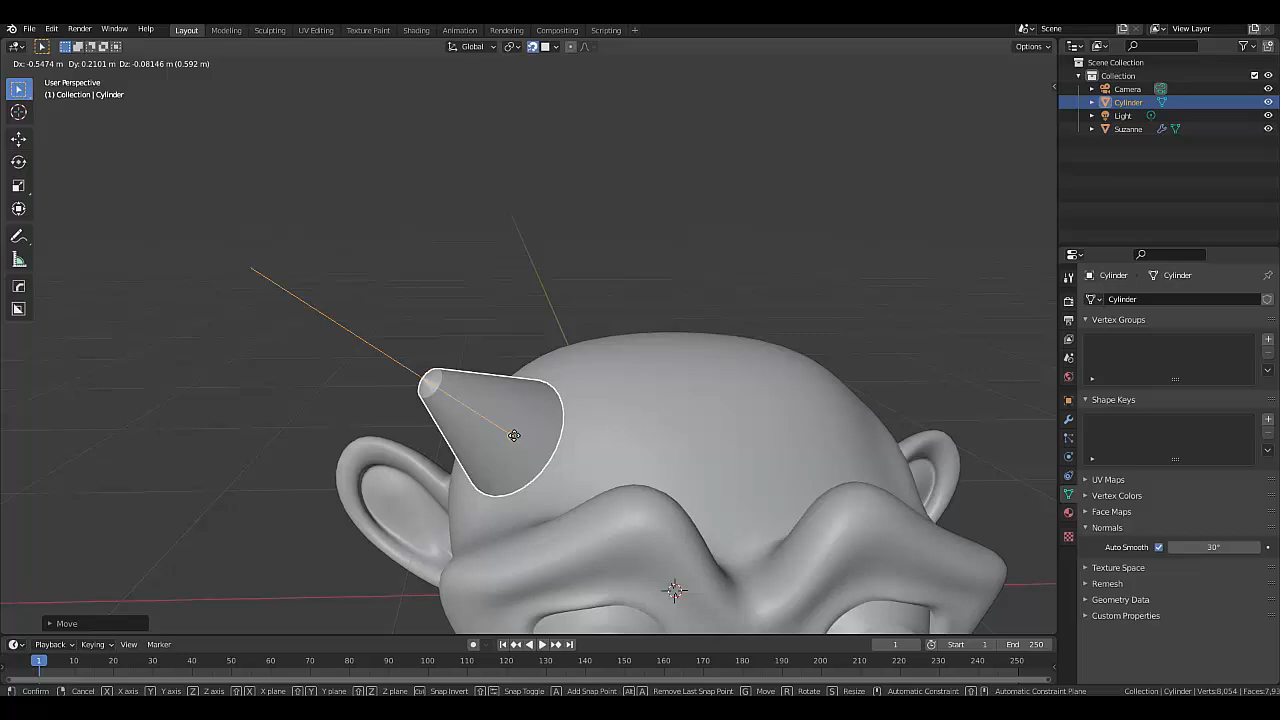 File Edit Render Window Help Layout Modeling Sculpting UV Editing Texture Paint Shading Animation Rendering Compositing Scripting + Scene View Layer
Global Options
Dx: -0.5474 m Dy: 0.2101 m Dz: -0.08146 m (0.592 m)
User Perspective
(1) Collection | Cylinder
Scene Collection
Collection
Camera
Cylinder
Light
Suzanne
Cylinder Cylinder
Cylinder
Vertex Groups
Shape Keys
UV Maps
Vertex Colors
Face Maps
Normals
Auto Smooth 30°
Texture Space
Remesh
Geometry Data
Custom Properties
Move
Playback Keying View Marker 1 Start 1 End 250
1 10 20 30 40 50 60 70 80 90 100 110 120 130 140 150 160 170 180 190 200 210 220 230 240 250
Confirm Cancel X X axis Y Y axis Z Z axis X X plane Y Y plane Z Z plane Snap Invert Snap Toggle A Add Snap Point A Remove Last Snap Point G Move R Rotate S Resize Automatic Constraint Automatic Constraint Plane Collection | Cylinder | Verts:8,054 | Faces:7,93